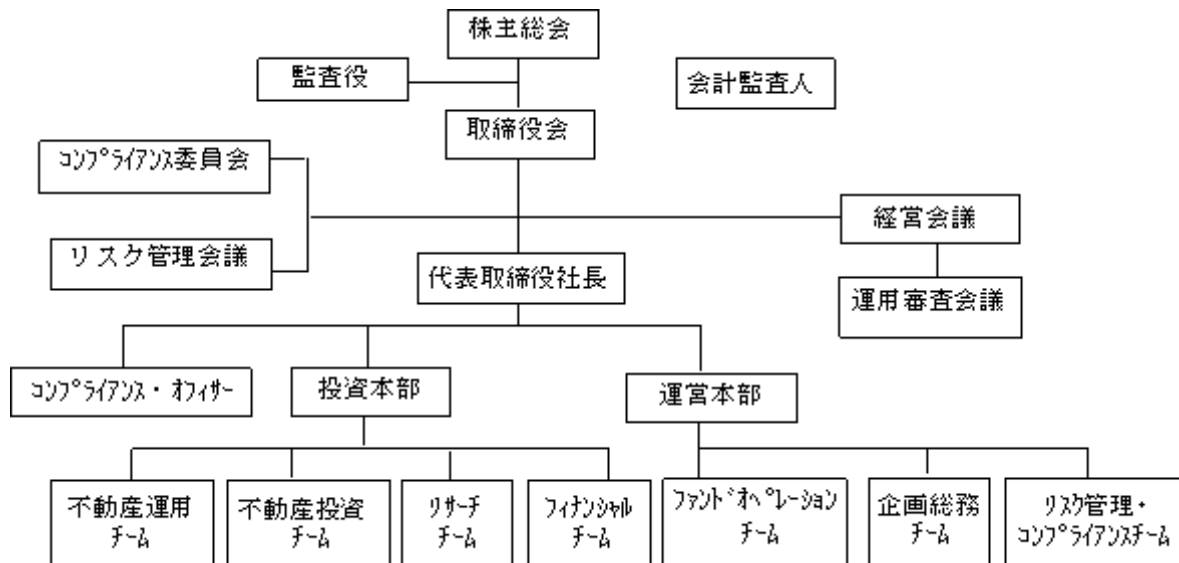 株主総会
監査役
会計監査人
取締役会
ｺﾝﾌﾟﾗｲｱﾝｽ委員会
経営会議
リスク管理会議
代表取締役社長
運用審査会議
ｺﾝﾌﾟﾗｲｱﾝｽ・ｵﾌｨｻｰ
投資本部
運営本部
不動産運用
ﾁｰﾑ
不動産投資
ﾁｰﾑ
ﾘｻｰﾁ
ﾁｰﾑ
ﾌｨﾅﾝｼｬﾙ
ﾁｰﾑ
ﾌｧﾝﾄﾞｵﾍﾟﾚｰｼｮﾝ
ﾁｰﾑ
企画総務
ﾁｰﾑ
ﾘｽｸ管理・
ｺﾝﾌﾟﾗｲｱﾝｽﾁｰﾑ